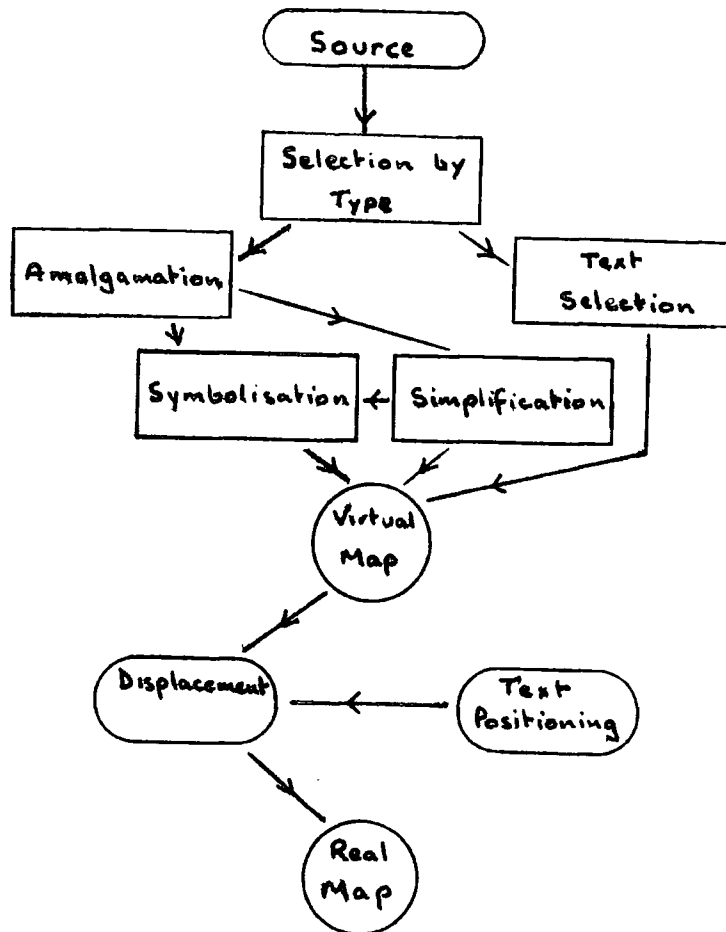 Source
Selection by
Type
Amalgamation
Text
Selection
Symbolisation
Simplification
Virtual
Map
Displacement
Text
Positioning
Real
Map